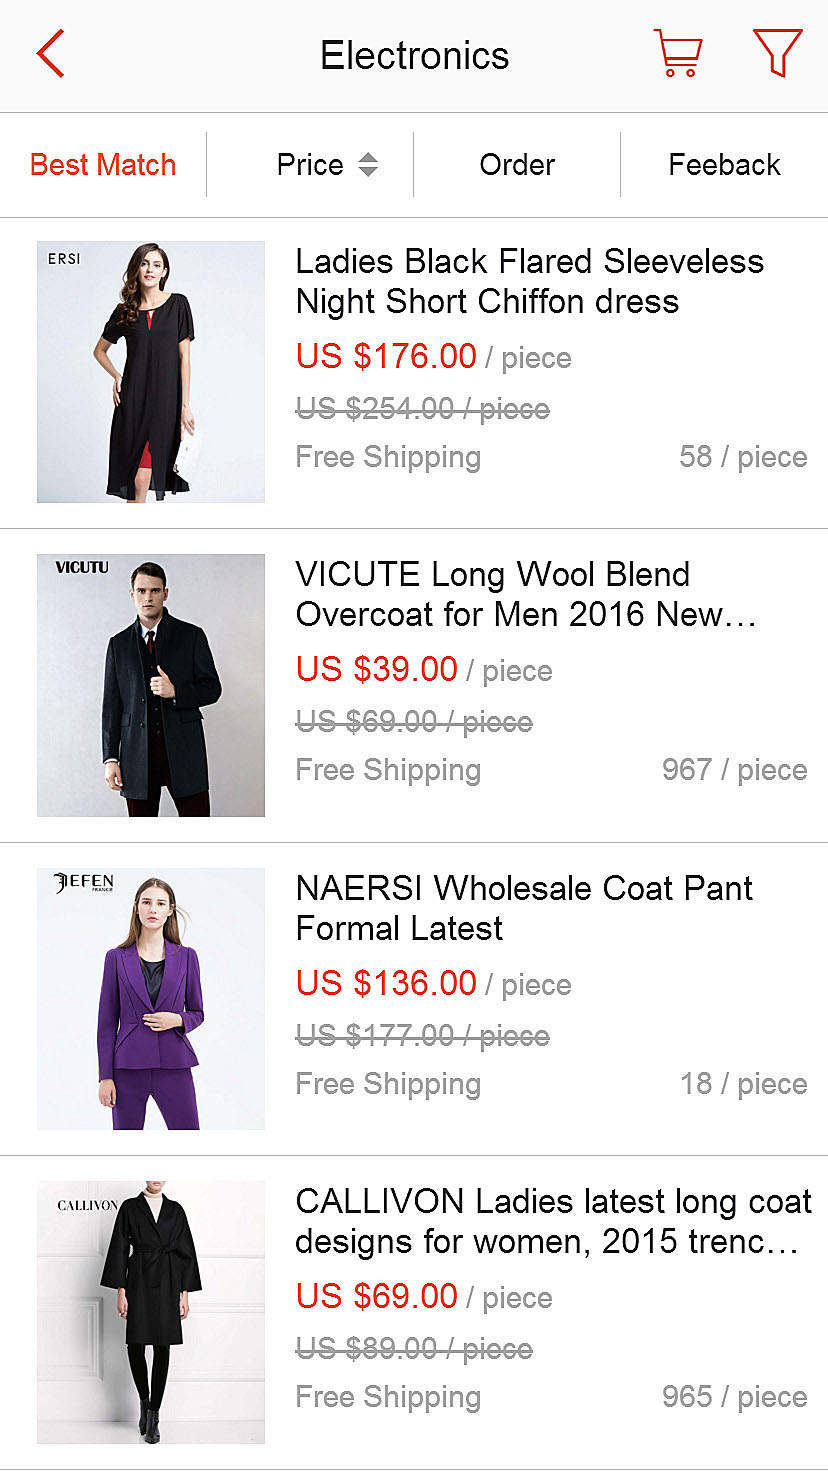 Electronics
Best Match
Price
Order
Feeback
ERSI
Ladies Black Flared Sleeveless
Night Short Chiffon dress
US $176.00 / piece
US $254.00 / piece
Free Shipping
58 / piece
VICUTU
VICUTE Long Wool Blend
Overcoat for Men 2016 New…
US $39.00 / piece
US $69.00 / piece
Free Shipping
967 / piece
JEFEN
FRANKIE
NAERSI Wholesale Coat Pant
Formal Latest
US $136.00 / piece
US $177.00 / piece
Free Shipping
18 / piece
CALLIVON
CALLIVON Ladies latest long coat
designs for women, 2015 trenc…
US $69.00 / piece
US $89.00 / piece
Free Shipping
965 / piece